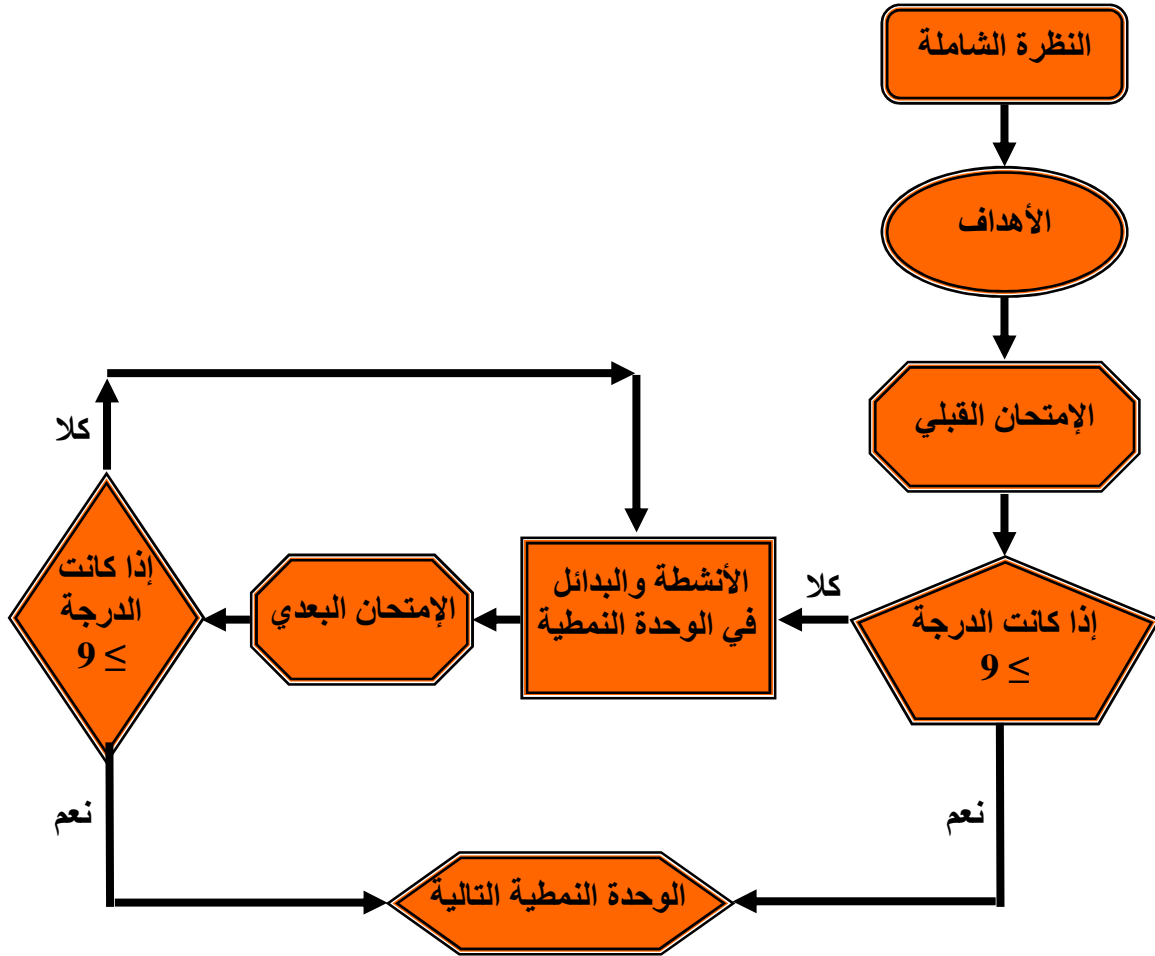 النظرة الشاملة
الأهداف
الإمتحان القبلي
إذا كانت الدرجة
9 ≤
كلا
نعم
الأنشطة والبدائل
في الوحدة النمطية
الإمتحان البعدي
إذا كانت
الدرجة
9 ≤
كلا
نعم
الوحدة النمطية التالية